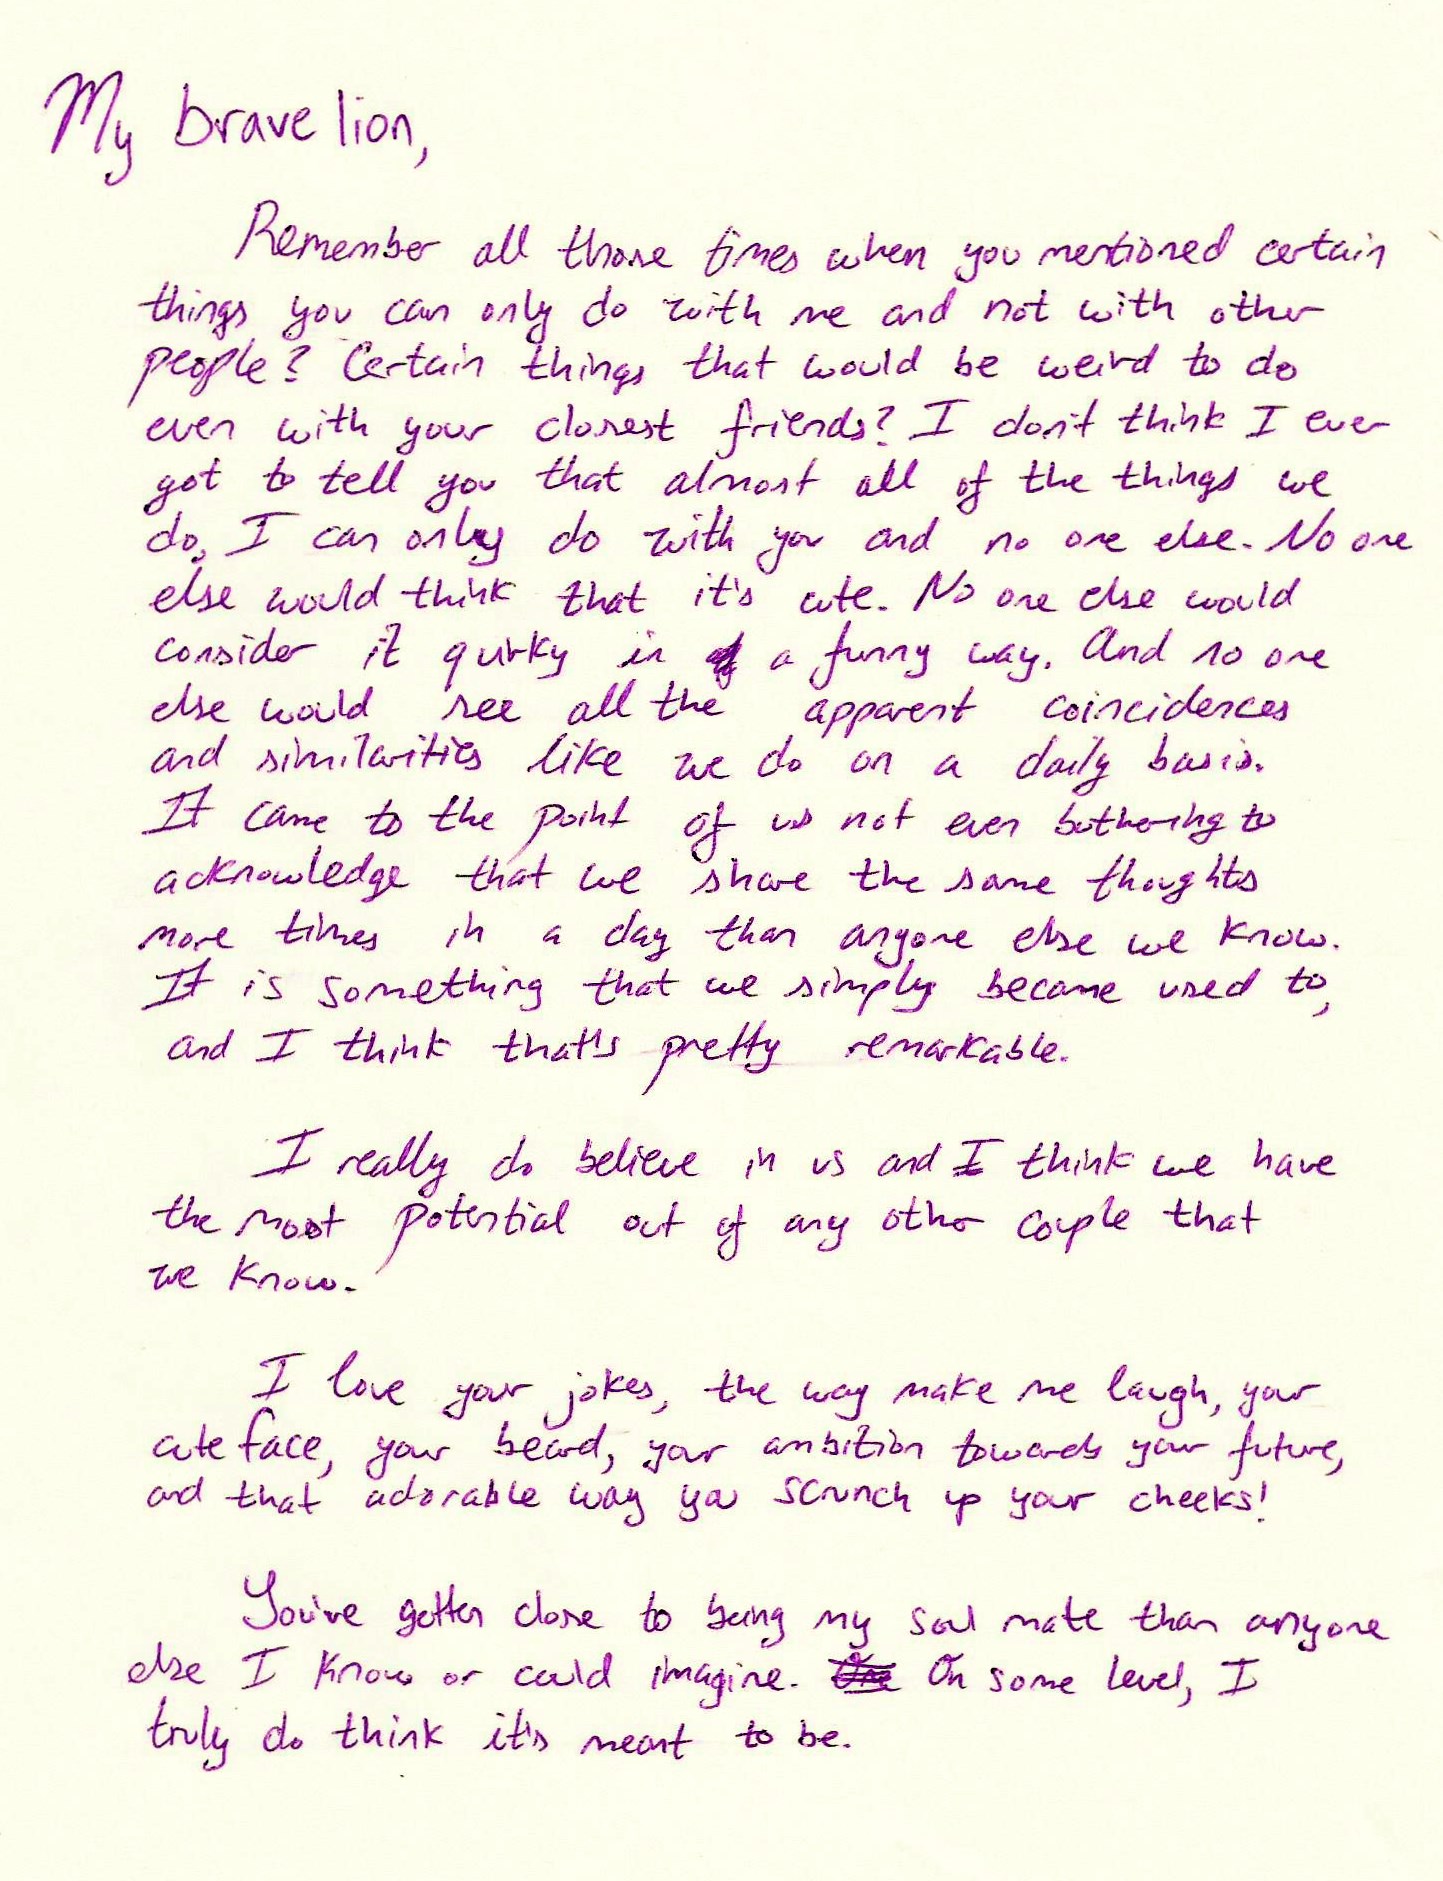 My brave lion,
Remember all those times when you mentioned certain
things you can only do with me and not with other
people? Certain things that would be weird to do
even with your closest friends? I don't think I ever
got to tell you that almost all of the things we
do, I can only do with you and no one else. No one
else would think that it's cute. No one else would
consider it quirky in a funny way. And no one
else would see all the apparent coincidences
and similarities like we do on a daily basis.
It came to the point of us not even bothering to
acknowledge that we share the same thoughts
more times in a day than anyone else we know.
It is something that we simply became used to,
and I think that's pretty remarkable.
I really do believe in us and I think we have
the most potential out of any other couple that
we know.
I love your jokes, the way make me laugh, your
cute face, your beard, your ambition towards your future,
and that adorable way you scrunch up your cheeks!
You've gotten close to being my soul mate than anyone
else I know or could imagine. On some level, I
truly do think it's meant to be.